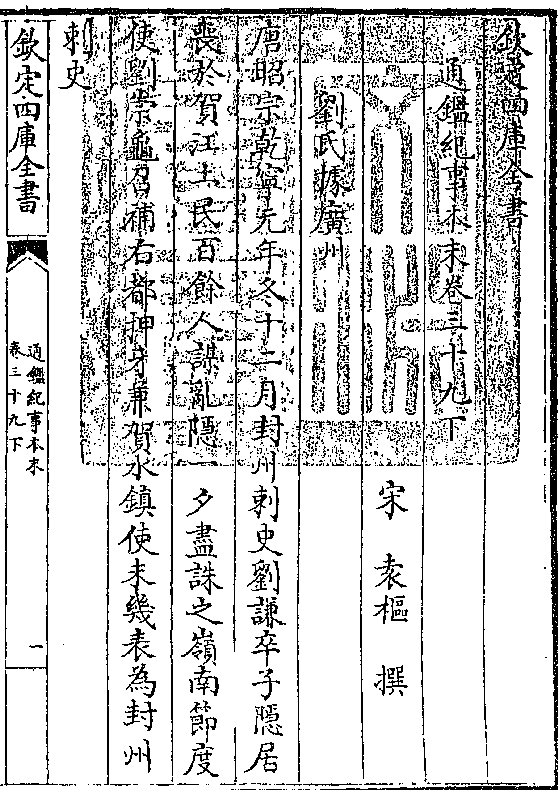 欽定四庫全書
通鑑紀事本末卷三十九下
宋 袁樞 撰
劉氏據廣州
唐昭宗乾寧元年冬十二月封州刺史劉謙卒子隱居
喪於賀江土民百餘人謀亂隱一夕盡誅之嶺南節度
使劉崇龜召補右都押牙兼賀水鎮使未幾表為封州
刺史
欽定四庫全書
通鑑紀事本末
卷三十九下
一